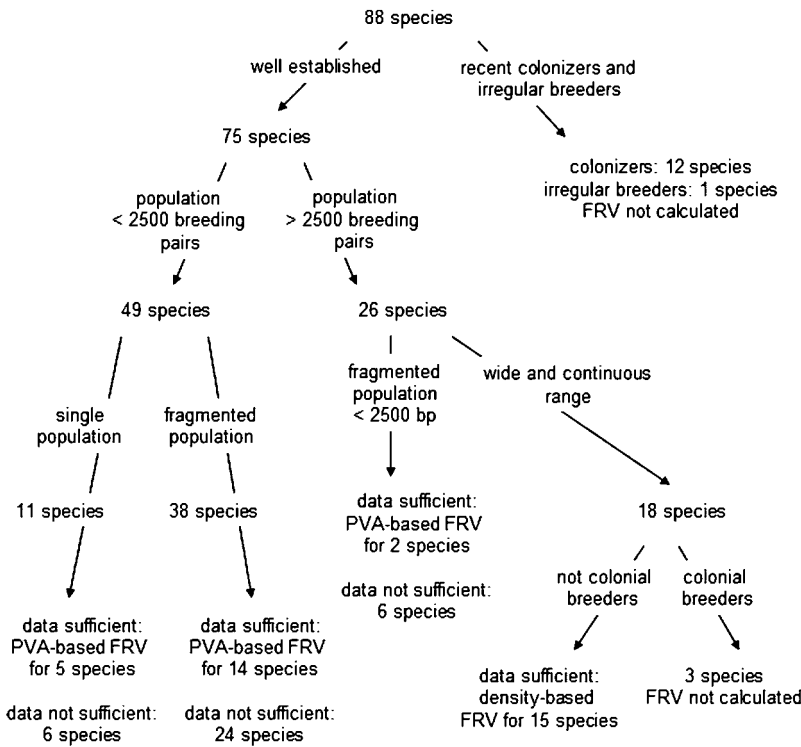 88 species
well established
recent colonizers and
irregular breeders
75 species
colonizers: 12 species
irregular breeders: 1 species
FRV not calculated
population
< 2500 breeding
pairs
population
> 2500 breeding
pairs
49 species
26 species
single
population
fragmented
population
fragmented
population
< 2500 bp
wide and continuous
range
11 species
38 species
data sufficient:
PVA-based FRV
for 2 species
data not sufficient:
6 species
18 species
not colonial
breeders
colonial
breeders
data sufficient:
PVA-based FRV
for 5 species
data not sufficient:
6 species
data sufficient:
PVA-based FRV
for 14 species
data not sufficient:
24 species
data sufficient:
density-based
FRV for 15 species
3 species
FRV not calculated